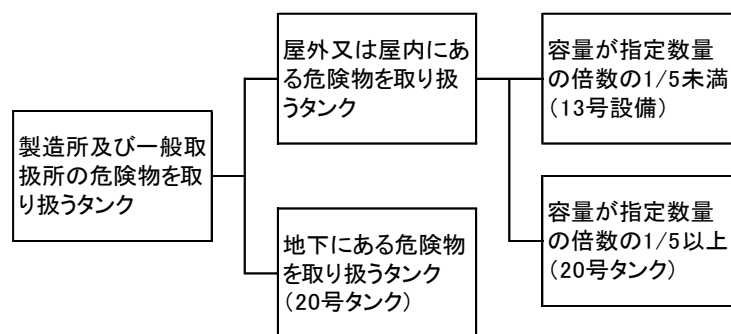 製造所及び一般取
扱所の危険物を取
り扱うタンク
屋外又は屋内にあ
る危険物を取り扱
うタンク
地下にある危険物
を取り扱うタンク
(20号タンク)
容量が指定数量
の倍数の1/5未満
(13号設備)
容量が指定数量
の倍数の1/5以上
(20号タンク)